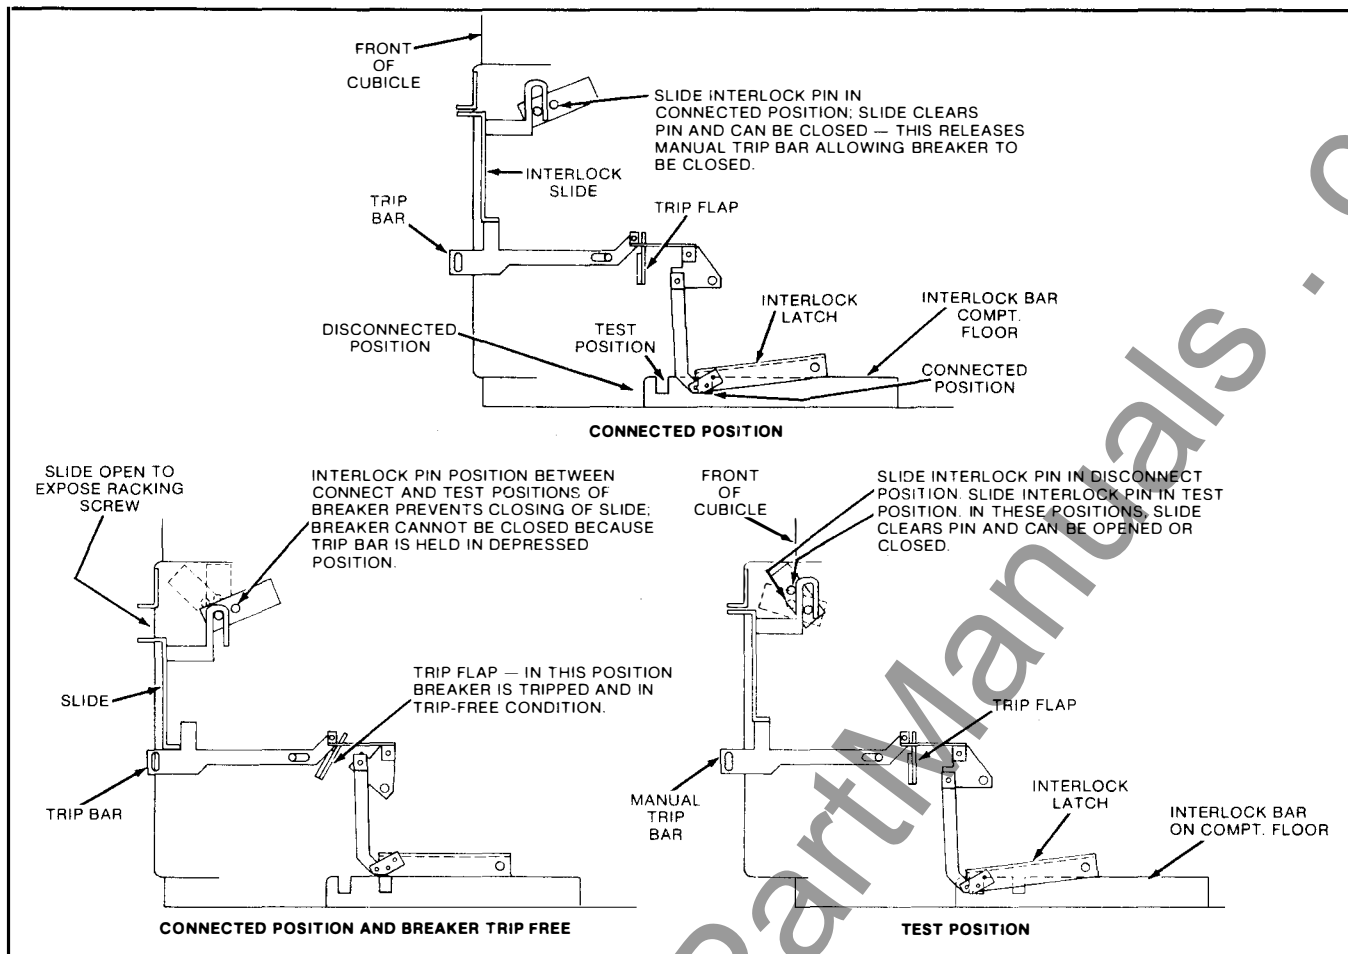 FRONT
OF
CUBICLE
SLIDE INTERLOCK PIN IN
CONNECTED POSITION; SLIDE CLEARS
PIN AND CAN BE CLOSED — THIS RELEASES
MANUAL TRIP BAR ALLOWING BREAKER TO
BE CLOSED.
INTERLOCK
SLIDE
TRIP
BAR
TRIP FLAP
DISCONNECTED
POSITION
TEST
POSITION
INTERLOCK
LATCH
INTERLOCK BAR
COMPT.
FLOOR
CONNECTED
POSITION
CONNECTED POSITION
SLIDE OPEN TO
EXPOSE RACKING
SCREW
INTERLOCK PIN POSITION BETWEEN
CONNECT AND TEST POSITIONS OF
BREAKER PREVENTS CLOSING OF SLIDE;
BREAKER CANNOT BE CLOSED BECAUSE
TRIP BAR IS HELD IN DEPRESSED
POSITION.
SLIDE
TRIP FLAP — IN THIS POSITION
BREAKER IS TRIPPED AND IN
TRIP-FREE CONDITION.
TRIP BAR
CONNECTED POSITION AND BREAKER TRIP FREE
FRONT
OF
CUBICLE
SLIDE INTERLOCK PIN IN DISCONNECT
POSITION. SLIDE INTERLOCK PIN IN TEST
POSITION. IN THESE POSITIONS, SLIDE
CLEARS PIN AND CAN BE OPENED OR
CLOSED.
TRIP FLAP
MANUAL
TRIP
BAR
INTERLOCK
LATCH
INTERLOCK BAR
ON COMPT. FLOOR
TEST POSITION
PartManuals . c